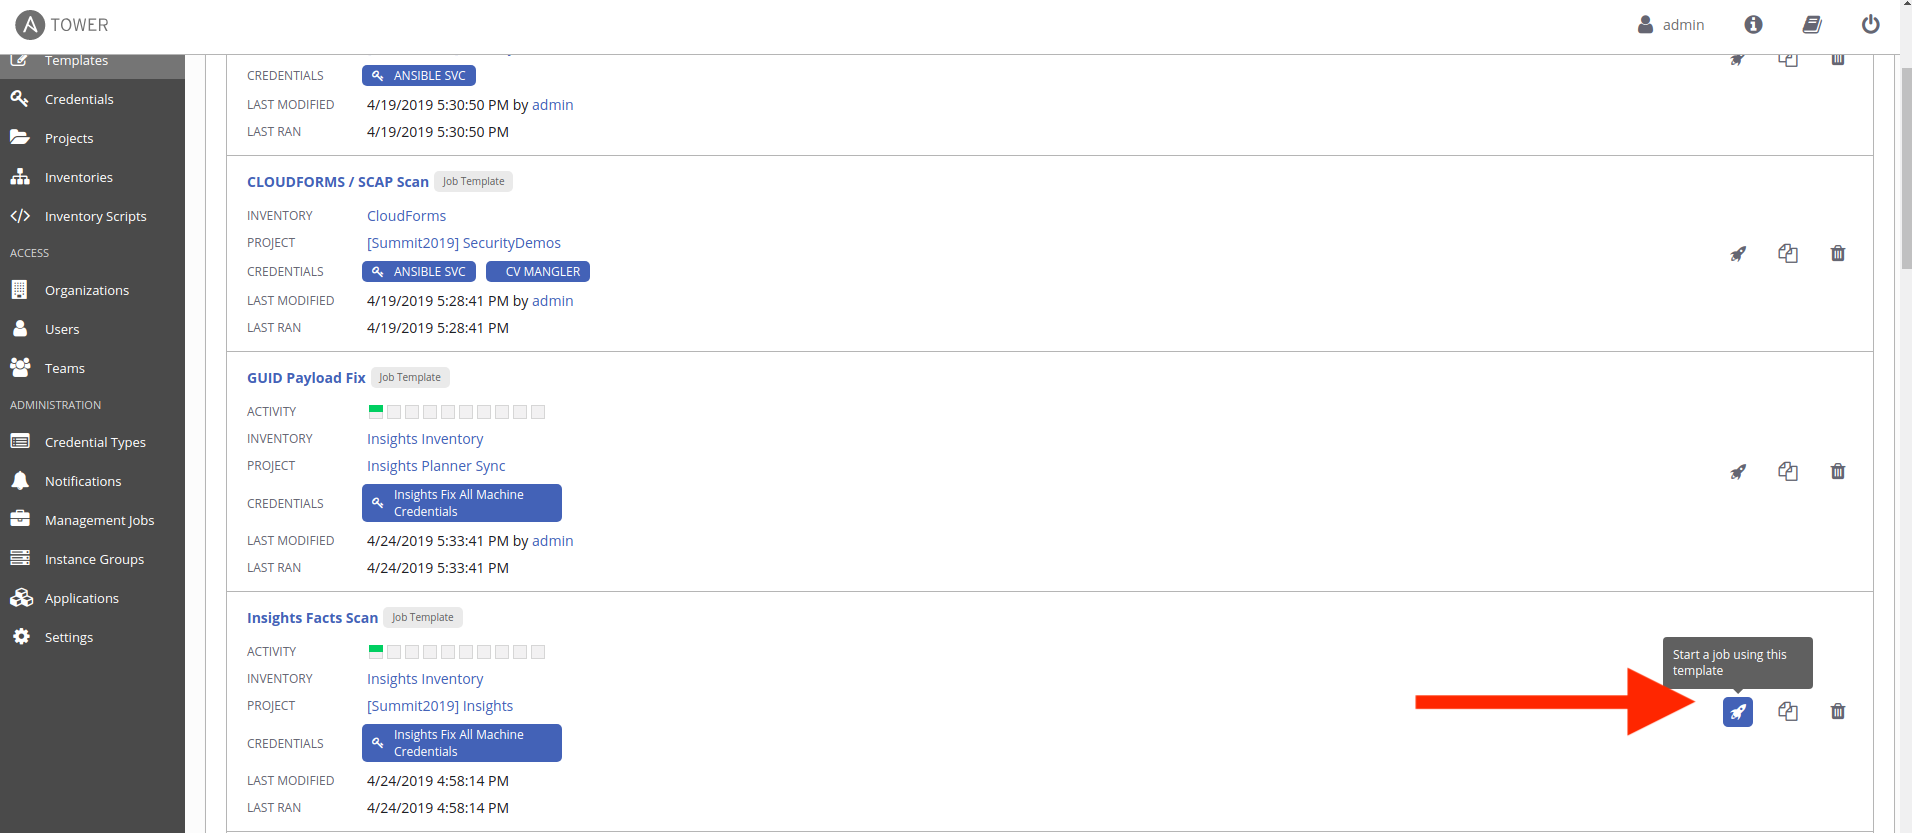 TOWER
admin
Templates
Credentials
Projects
Inventories
Inventory Scripts
ACCESS
Organizations
Users
Teams
ADMINISTRATION
Credential Types
Notifications
Management Jobs
Instance Groups
Applications
Settings
CREDENTIALS ANSIBLE SVC
LAST MODIFIED 4/19/2019 5:30:50 PM by admin
LAST RAN 4/19/2019 5:30:50 PM
CLOUDFORMS / SCAP Scan Job Template
INVENTORY CloudForms
PROJECT [Summit2019] SecurityDemos
CREDENTIALS ANSIBLE SVC CV MANGLER
LAST MODIFIED 4/19/2019 5:28:41 PM by admin
LAST RAN 4/19/2019 5:28:41 PM
GUID Payload Fix Job Template
ACTIVITY
INVENTORY Insights Inventory
PROJECT Insights Planner Sync
CREDENTIALS Insights Fix All Machine
Credentials
LAST MODIFIED 4/24/2019 5:33:41 PM by admin
LAST RAN 4/24/2019 5:33:41 PM
Insights Facts Scan Job Template
ACTIVITY
INVENTORY Insights Inventory
PROJECT [Summit2019] Insights
CREDENTIALS Insights Fix All Machine
Credentials
LAST MODIFIED 4/24/2019 4:58:14 PM
LAST RAN 4/24/2019 4:58:14 PM
Start a job using this
template